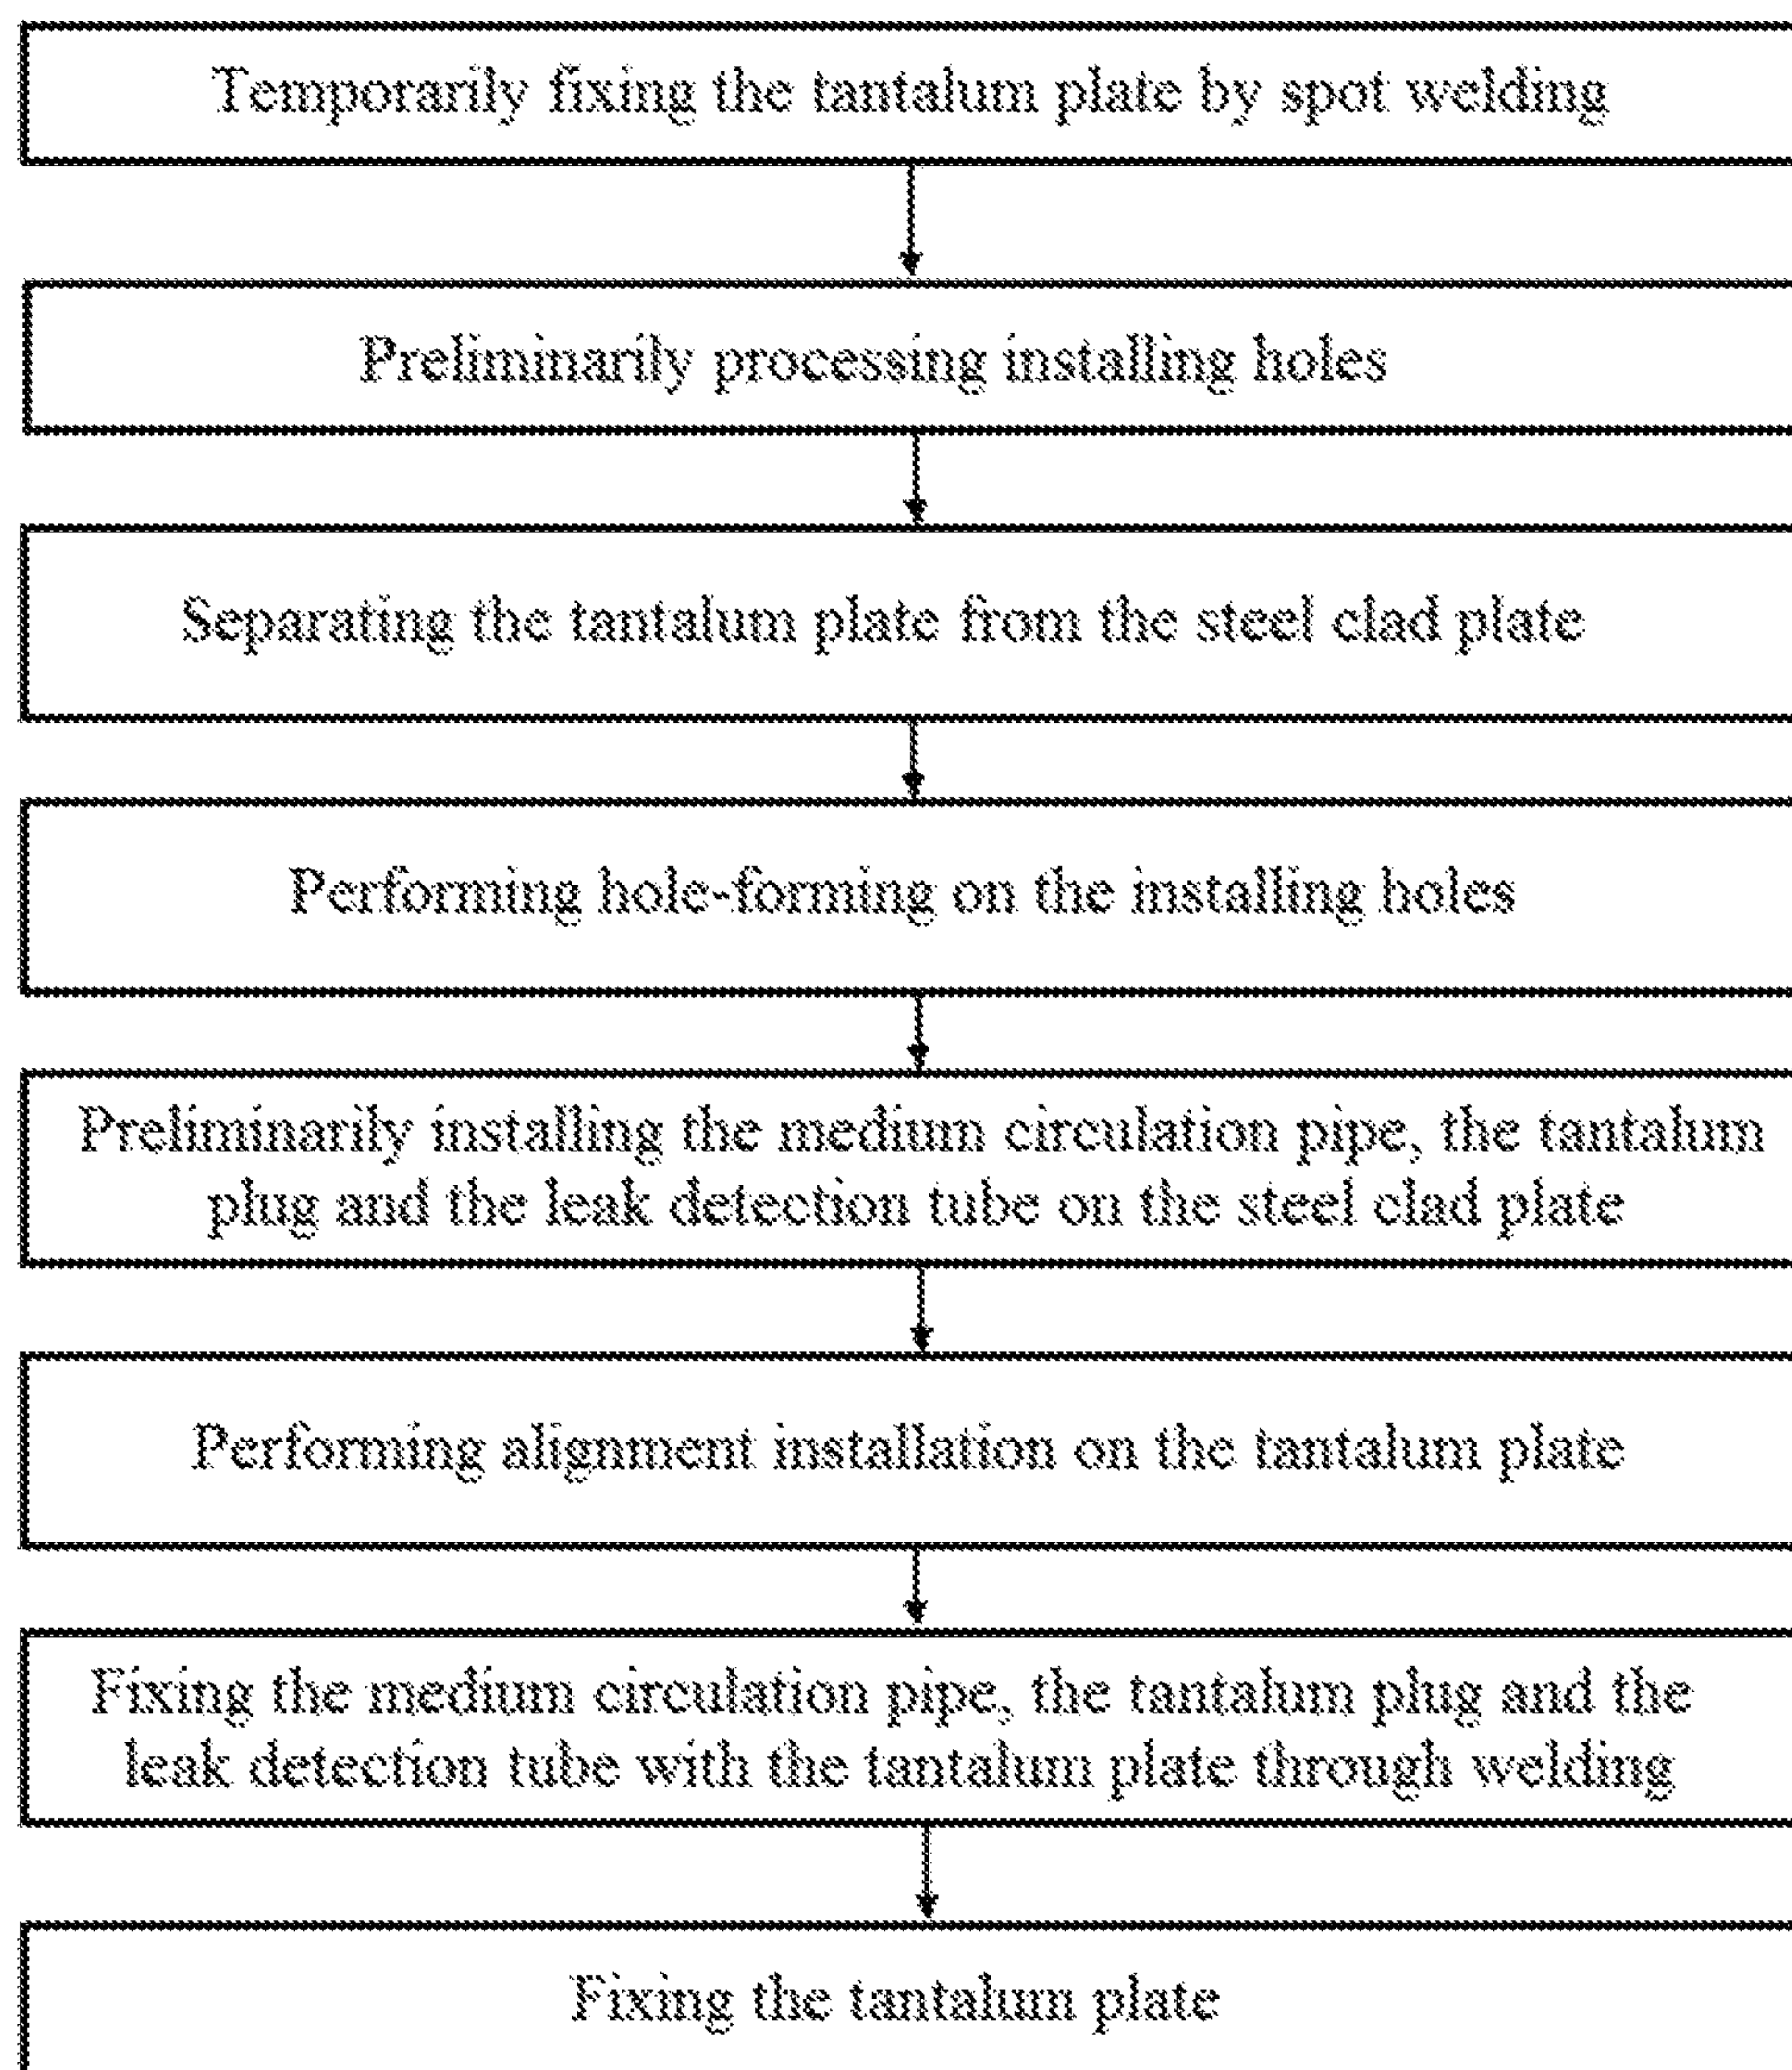 Temporarily fixing the tantalum plate by spot welding
Preliminarily processing installing holes
Separating the tantalum plate from the steel clad plate
Performing hole-forming on the installing holes
Preliminarily installing the medium circulation pipe, the tantalum
plug and the leak detection tube on the steel clad plate
Performing alignment installation on the tantalum plate
Fixing the medium circulation pipe, the tantalum plug and the
leak detection tube with the tantalum plate through welding
Fixing the tantalum plate